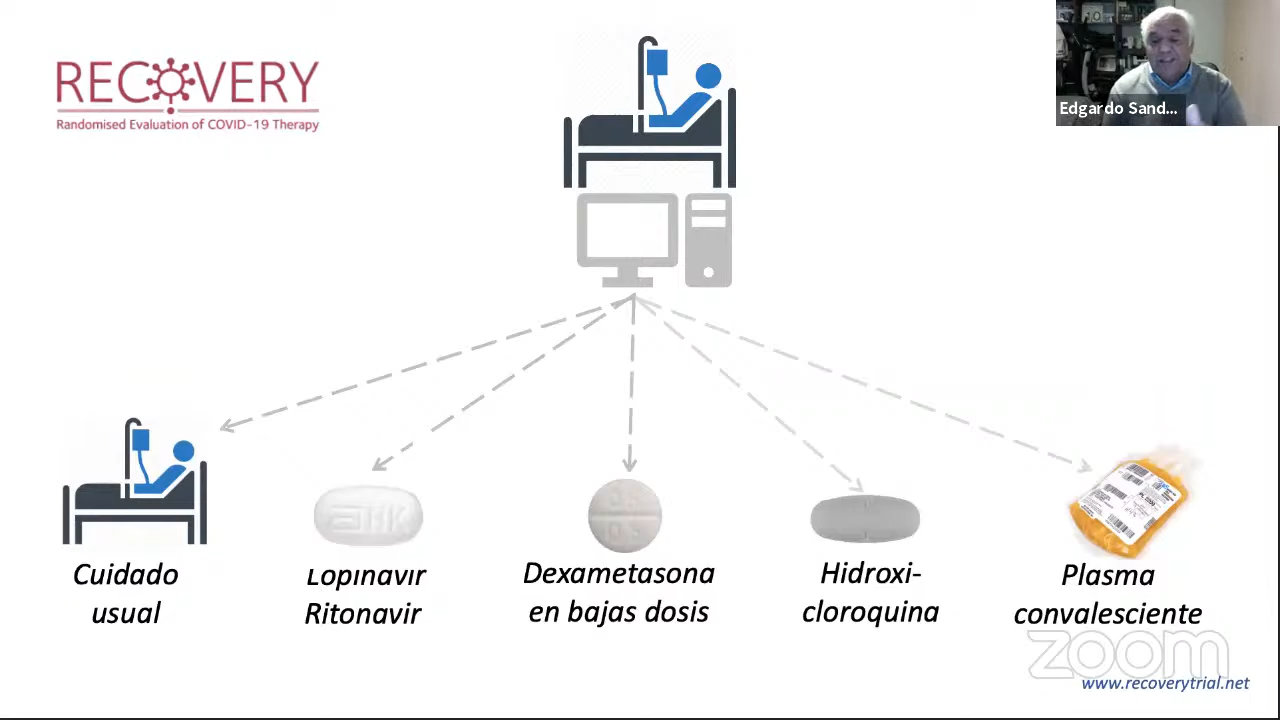 RECOVERY
Randomised Evaluation of COVID-19 Therapy
Edgardo Sand...
Cuidado
usual
Lopinavir
Ritonavir
Dexametasona
en bajas dosis
Hidroxi-
cloroquina
Plasma
convalesciente
zoom
www.recoverytrial.net